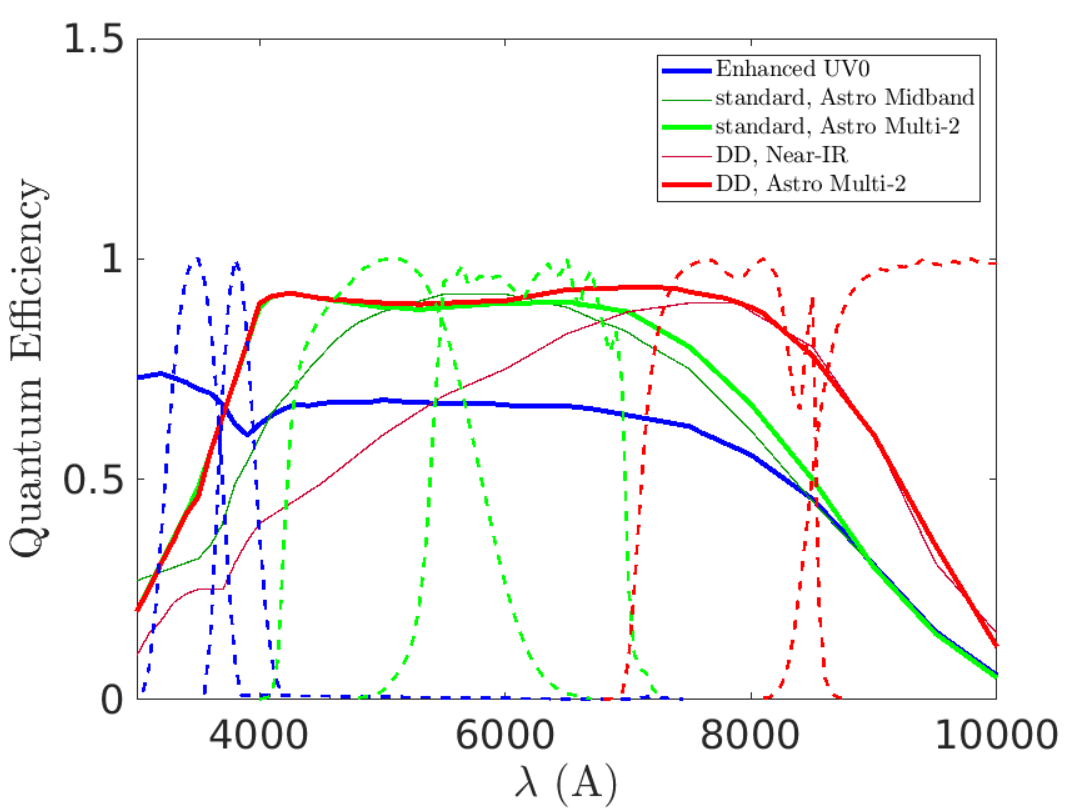 1.5
1
0.5
0
Quantum Efficiency
Enhanced UV0
standard, Astro Midband
standard, Astro Multi-2
DD, Near-IR
DD, Astro Multi-2
4000 6000 8000 10000
λ (A)